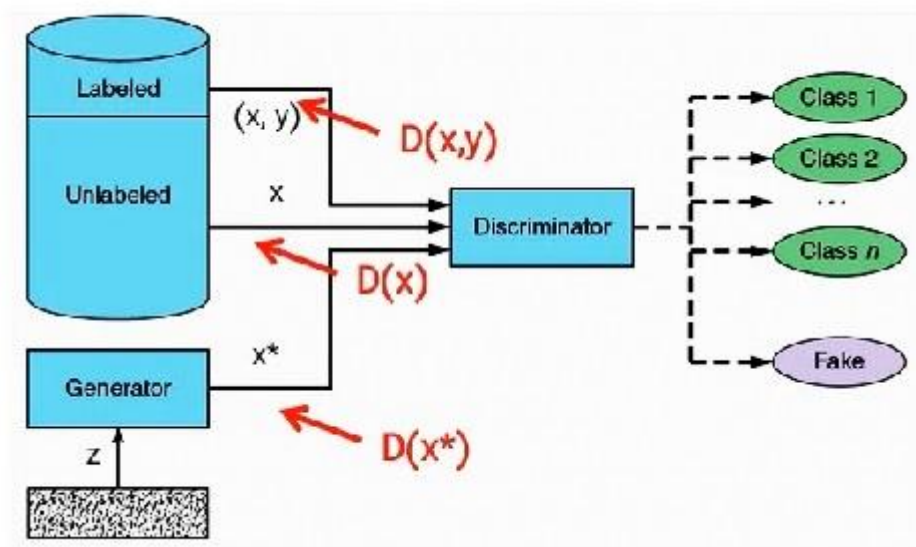 Labeled
(x, y)
D(x,y)
Unlabeled
x
D(x)
Generator
x*
D(x*)
z
Discriminator
Class 1
Class 2
...
Class n
Fake